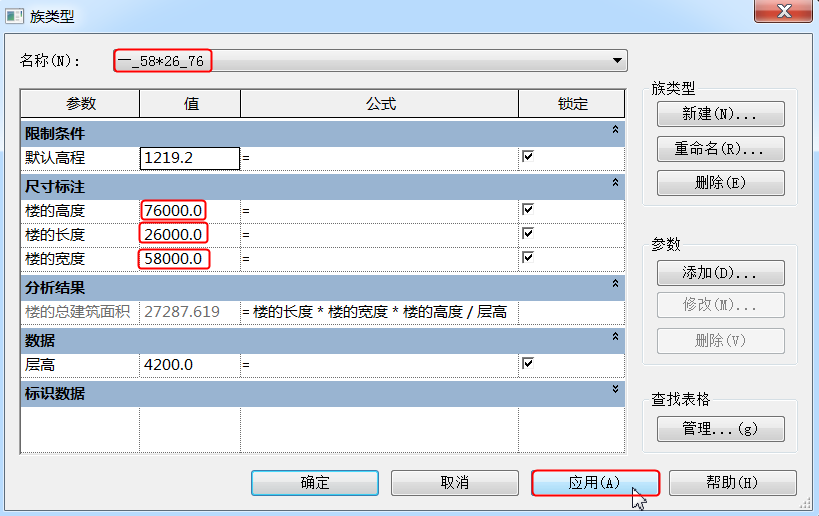 族类型
名称(N): 一_58*26_76
参数 值 公式 锁定
限制条件
默认高程 1219.2 =
尺寸标注
楼的高度 76000.0 =
楼的长度 26000.0 =
楼的宽度 58000.0 =
分析结果
楼的总建筑面积 27287.619 = 楼的长度 * 楼的宽度 * 楼的高度 / 层高
数据
层高 4200.0 =
标识数据
族类型
新建(N)...
重命名(R)...
删除(E)
参数
添加(D)...
修改(M)...
删除(V)
查找表格
管理...(g)
确定 取消 应用(A) 帮助(H)